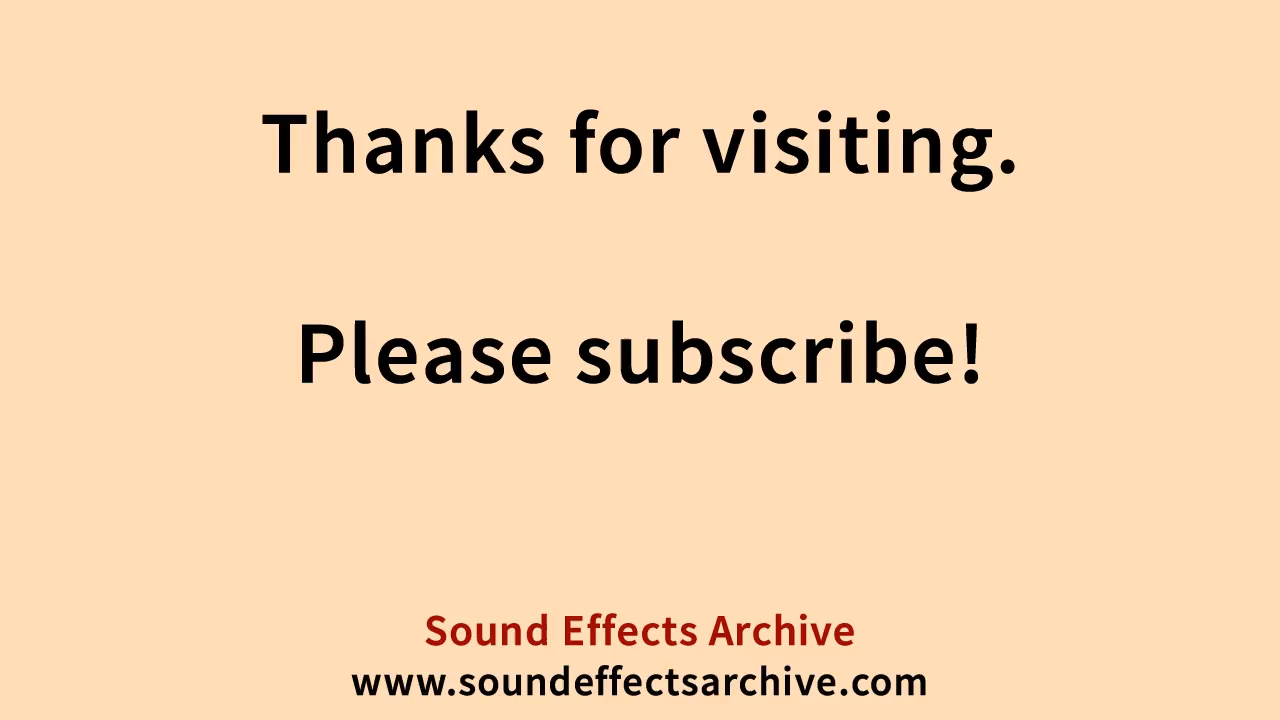 Thanks for visiting.
Please subscribe!
Sound Effects Archive
www.soundeffectsarchive.com